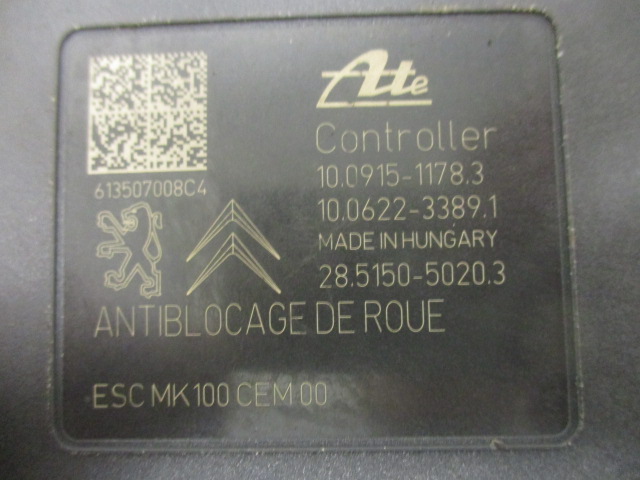 Ate
Controller
10.0915-1178.3
613507008C4
10.0622-3389.1
MADE IN HUNGARY
28.5150-5020.3
ANTIBLOCAGE DE ROUE
ESC MK100 CEM 00